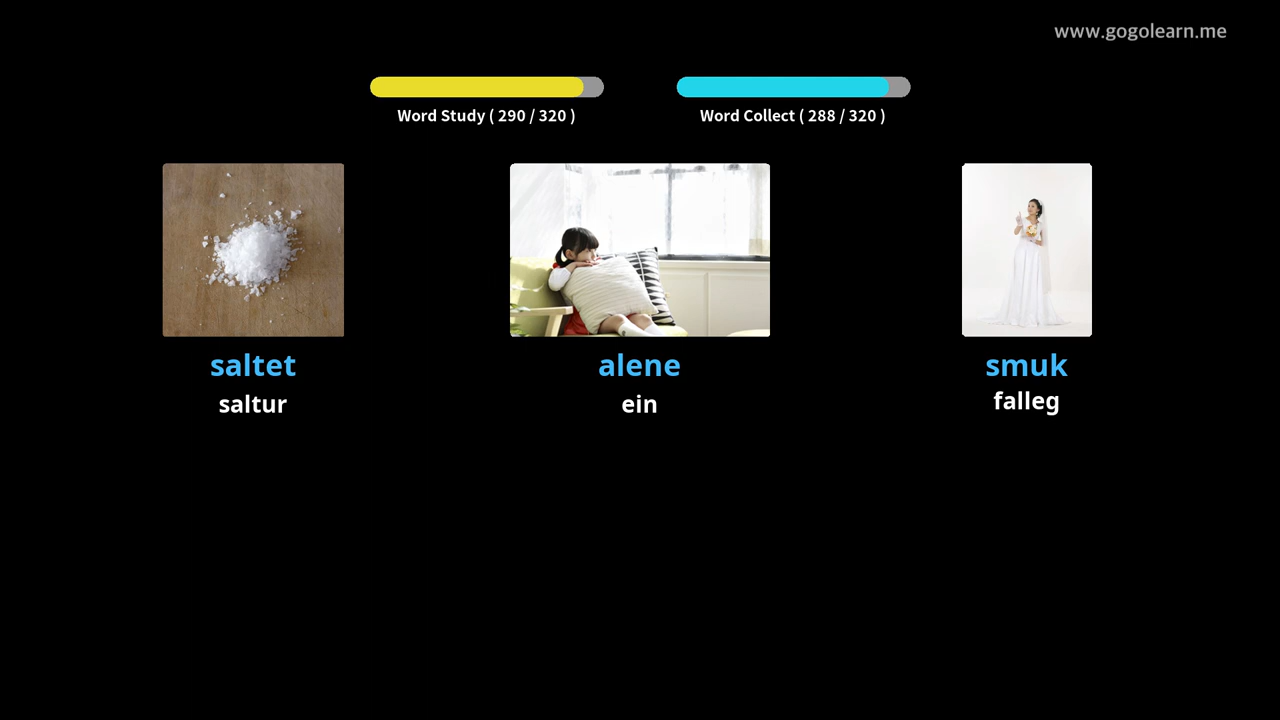 www.gogolearn.me
Word Study ( 290 / 320 )
Word Collect ( 288 / 320 )
saltet
saltur
alene
ein
smuk
falleg